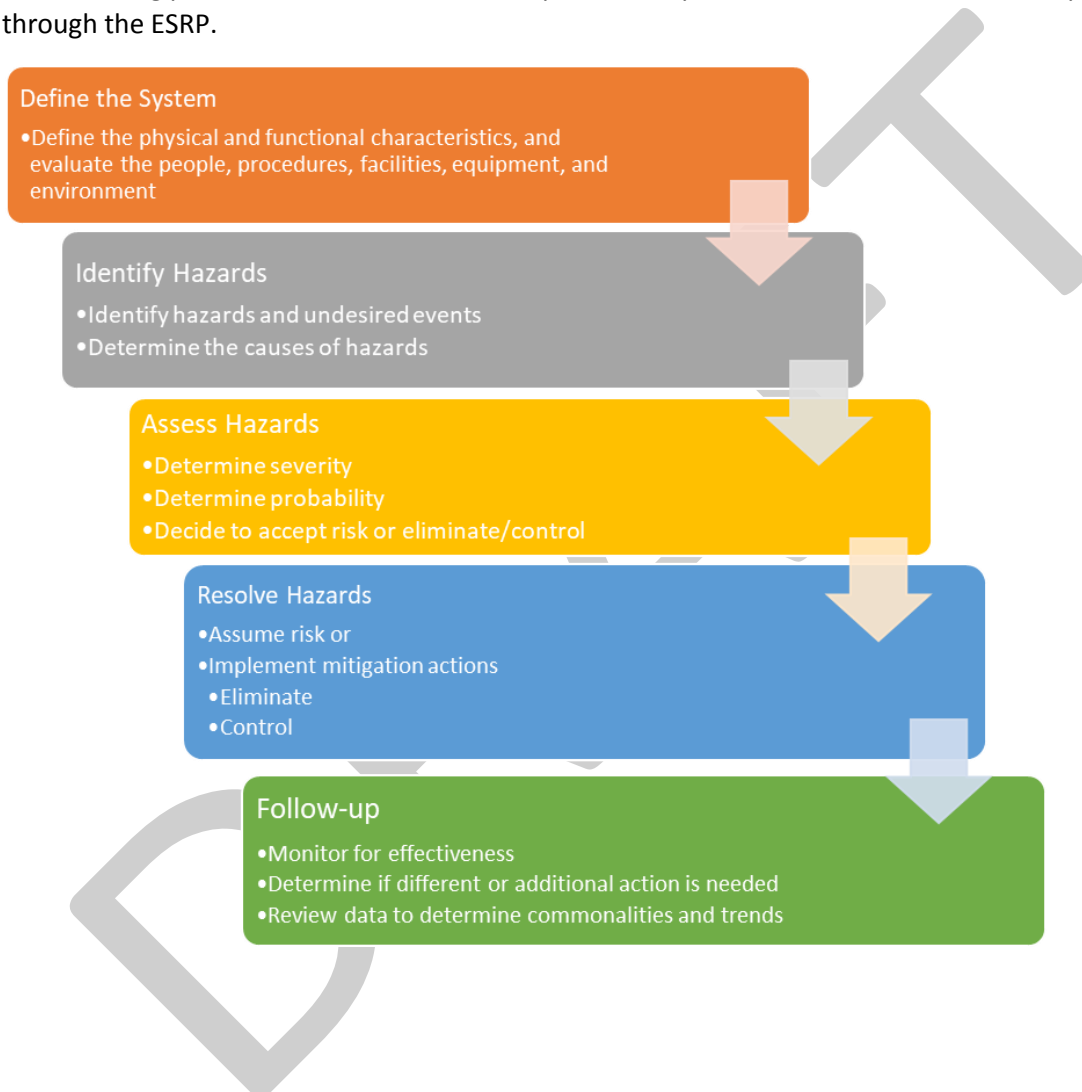 through the ESRP.
Define the System
•Define the physical and functional characteristics, and
evaluate the people, procedures, facilities, equipment, and
environment
Identify Hazards
•Identify hazards and undesired events
•Determine the causes of hazards
Assess Hazards
•Determine severity
•Determine probability
•Decide to accept risk or eliminate/control
Resolve Hazards
•Assume risk or
•Implement mitigation actions
•Eliminate
•Control
Follow-up
•Monitor for effectiveness
•Determine if different or additional action is needed
•Review data to determine commonalities and trends